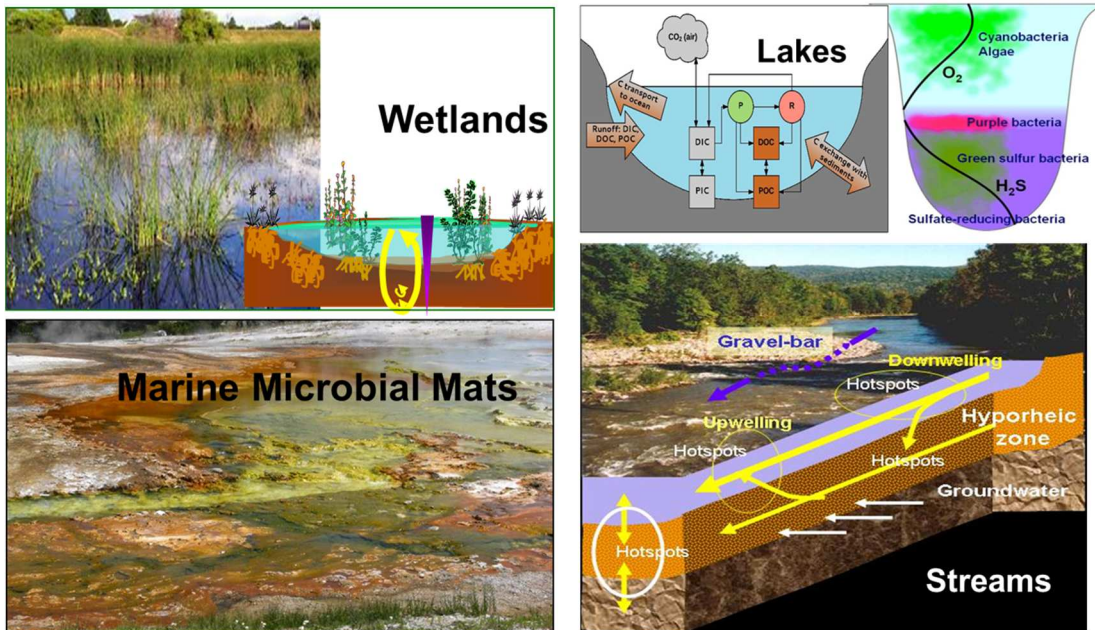 Wetlands
CO₂ (air)
Lakes
C transport
to ocean
Runoff: DIC,
DOC, POC
P
R
DIC
DOC
PIC
POC
C exchange with
sediments
Cyanobacteria
Algae
O₂
Purple bacteria
Green sulfur bacteria
H₂S
Sulfate-reducing bacteria
Marine Microbial Mats
Gravel-bar
Downwelling
Hotspots
Upwelling
Hotspots
Hyporheic
zone
Hotspots
Groundwater
Hotspots
Streams